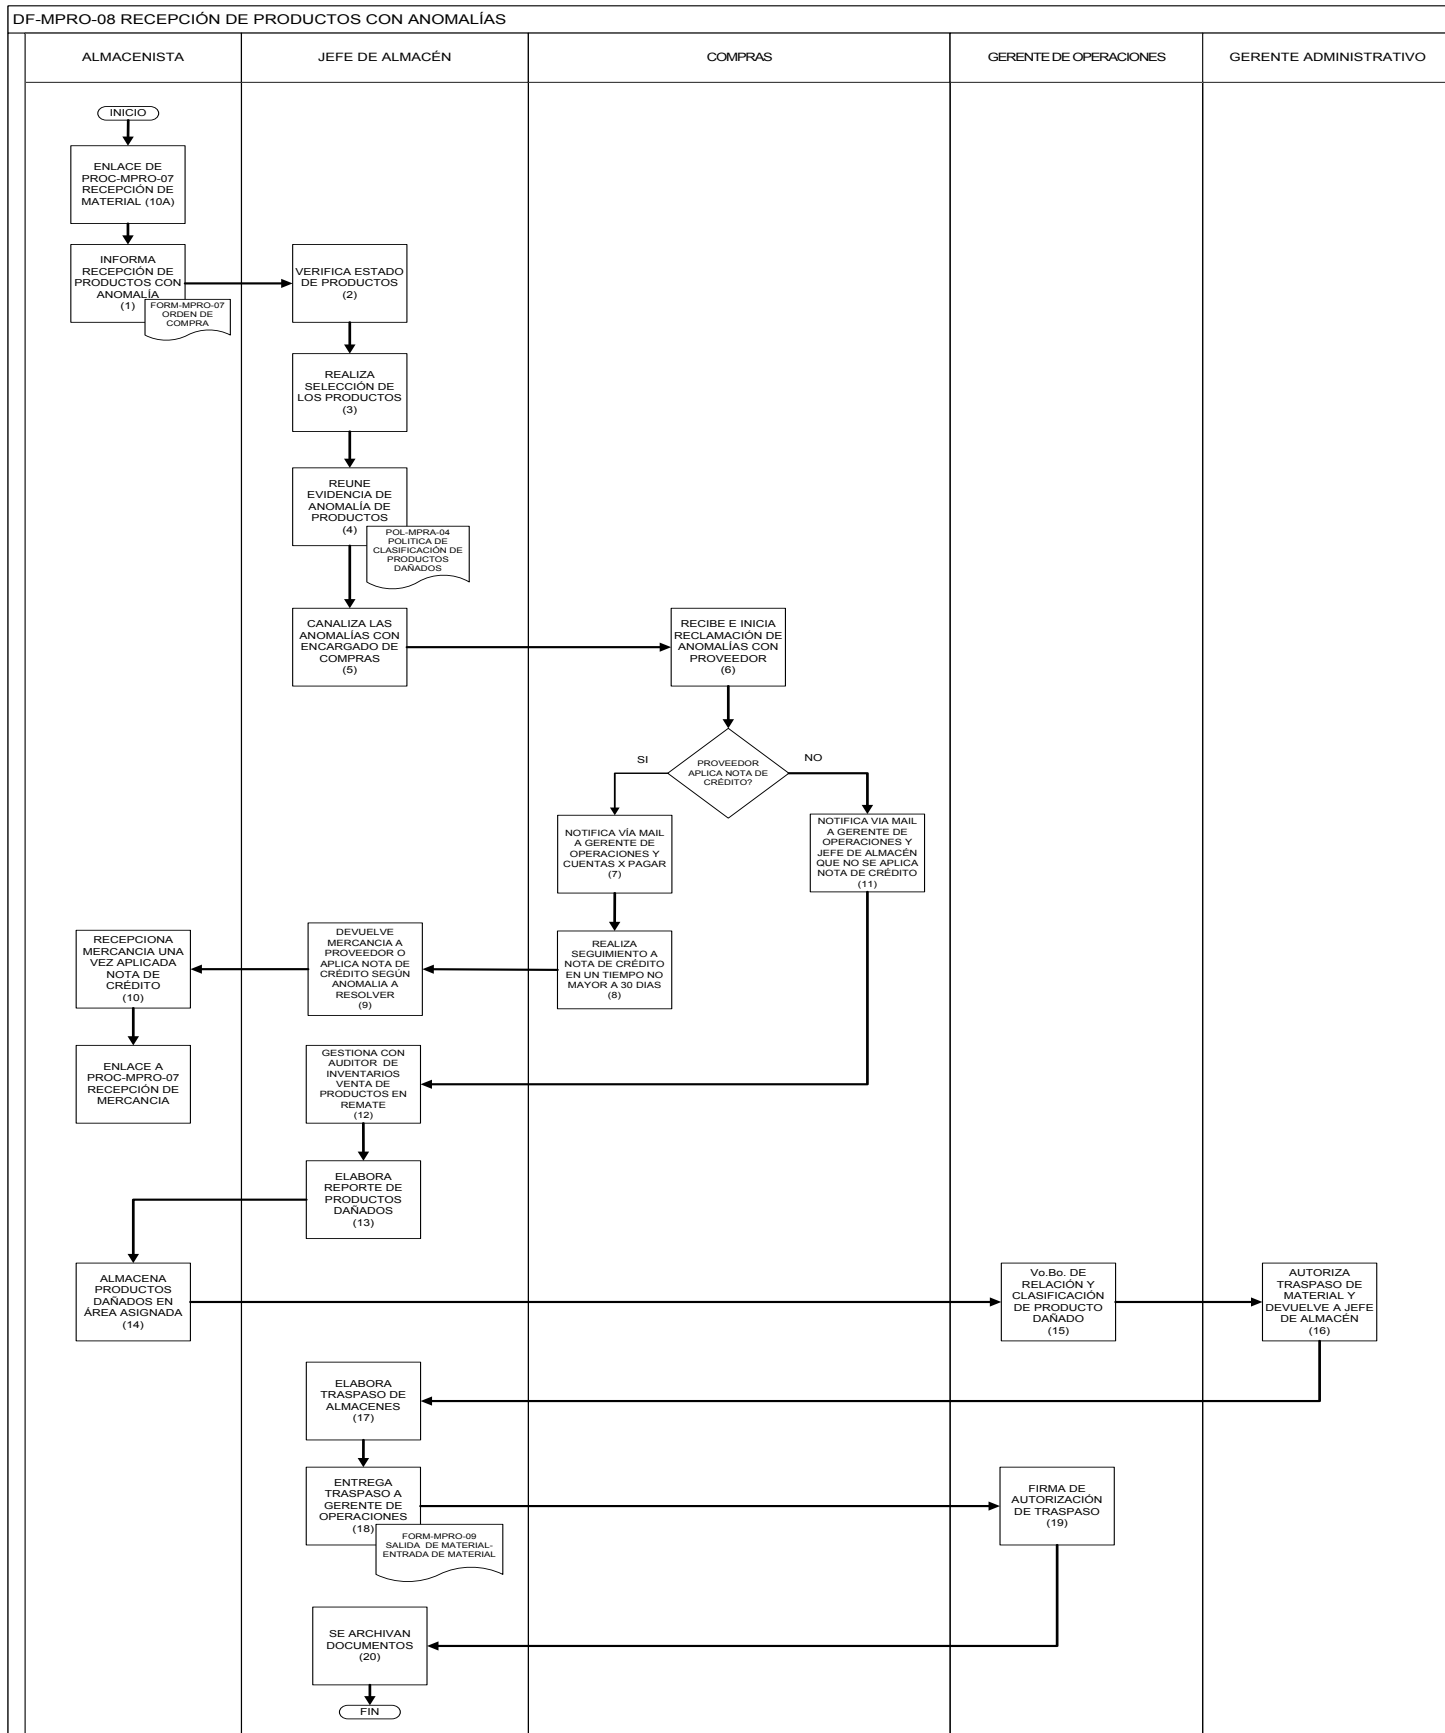 DF-MPRO-08 RECEPCIÓN DE PRODUCTOS CON ANOMALÍAS
ALMACENISTA
JEFE DE ALMACÉN
COMPRAS
GERENTE DE OPERACIONES
GERENTE ADMINISTRATIVO
INICIO
ENLACE DE
PROC-MPRO-07
RECEPCIÓN DE
MATERIAL (10A)
INFORMA
RECEPCIÓN DE
PRODUCTOS CON
ANOMALÍA
(1)
FORM-MPRO-07
ORDEN DE
COMPRA
VERIFICA ESTADO
DE PRODUCTOS
(2)
REALIZA
SELECCIÓN DE
LOS PRODUCTOS
(3)
REUNE
EVIDENCIA DE
ANOMALÍA DE
PRODUCTOS
(4)
POL-MPRA-04
POLITICA DE
CLASIFICACIÓN DE
PRODUCTOS
DAÑADOS
CANALIZA LAS
ANOMALÍAS CON
ENCARGADO DE
COMPRAS
(5)
RECIBE E INICIA
RECLAMACIÓN DE
ANOMALÍAS CON
PROVEEDOR
(6)
PROVEEDOR
APLICA NOTA DE
CRÉDITO?
SI
NO
NOTIFICA VÍA MAIL
A GERENTE DE
OPERACIONES Y
CUENTAS X PAGAR
(7)
NOTIFICA VIA MAIL
A GERENTE DE
OPERACIONES Y
JEFE DE ALMACÉN
QUE NO SE APLICA
NOTA DE CRÉDITO
(11)
REALIZA
SEGUIMIENTO A
NOTA DE CRÉDITO
EN UN TIEMPO NO
MAYOR A 30 DIAS
(8)
DEVUELVE
MERCANCIA A
PROVEEDOR O
APLICA NOTA DE
CRÉDITO SEGÚN
ANOMALIA A
RESOLVER
(9)
RECEPCIONA
MERCANCIA UNA
VEZ APLICADA
NOTA DE
CRÉDITO
(10)
ENLACE A
PROC-MPRO-07
RECEPCIÓN DE
MERCANCIA
GESTIONA CON
AUDITOR  DE
INVENTARIOS
VENTA DE
PRODUCTOS EN
REMATE
(12)
ELABORA
REPORTE DE
PRODUCTOS
DAÑADOS
(13)
ALMACENA
PRODUCTOS
DAÑADOS EN
ÁREA ASIGNADA
(14)
Vo.Bo. DE
RELACIÓN Y
CLASIFICACIÓN
DE PRODUCTO
DAÑADO
(15)
AUTORIZA
TRASPASO DE
MATERIAL Y
DEVUELVE A JEFE
DE ALMACÉN
(16)
ELABORA
TRASPASO DE
ALMACENES
(17)
ENTREGA
TRASPASO A
GERENTE DE
OPERACIONES
(18)
FORM-MPRO-09
SALIDA  DE MATERIAL-
ENTRADA DE MATERIAL
FIRMA DE
AUTORIZACIÓN
DE TRASPASO
(19)
SE ARCHIVAN
DOCUMENTOS
(20)
FIN